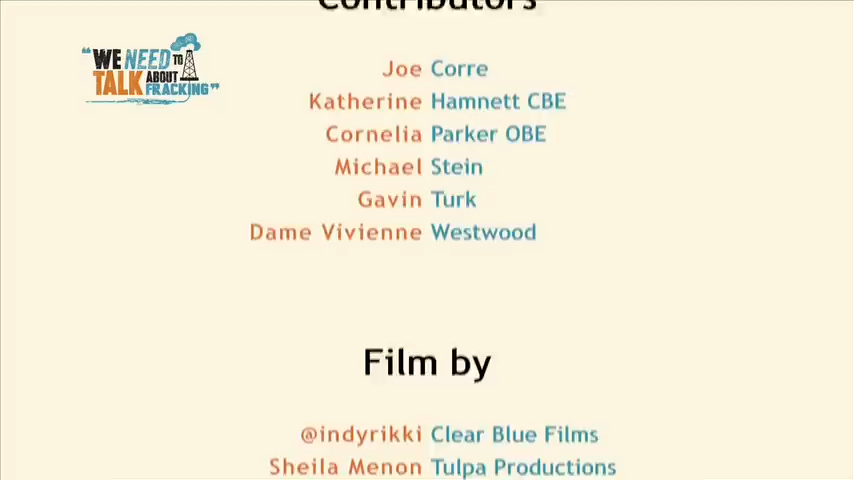 Contributors
"WE NEED TO
TALK ABOUT
FRACKING"
Joe Corre
Katherine Hamnett CBE
Cornelia Parker OBE
Michael Stein
Gavin Turk
Dame Vivienne Westwood
Film by
@indyrikki Clear Blue Films
Sheila Menon Tulpa Productions